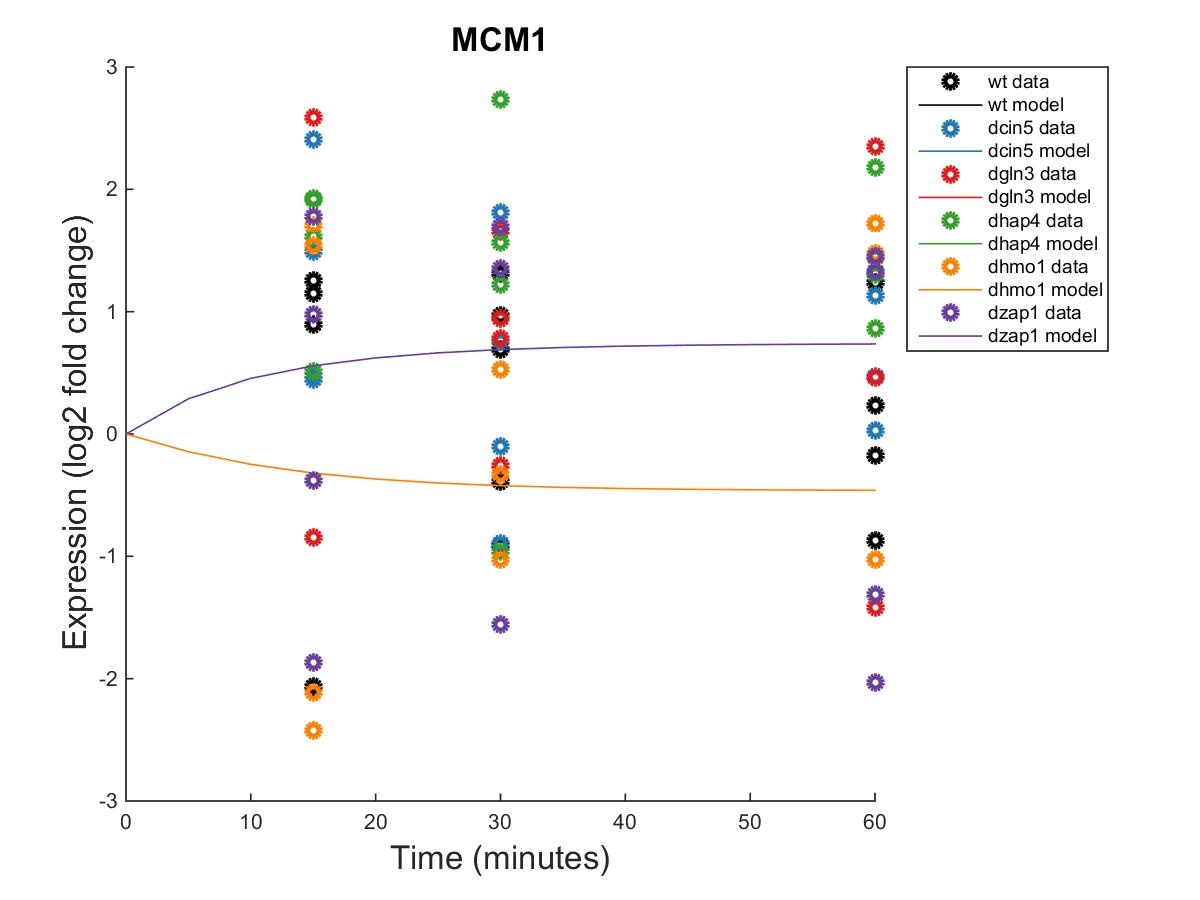 MCM1
3
2
1
0
-1
-2
-3
Expression (log2 fold change)
0 10 20 30 40 50 60
Time (minutes)
wt data
wt model
dcin5 data
dcin5 model
dgln3 data
dgln3 model
dhap4 data
dhap4 model
dhmo1 data
dhmo1 model
dzap1 data
dzap1 model